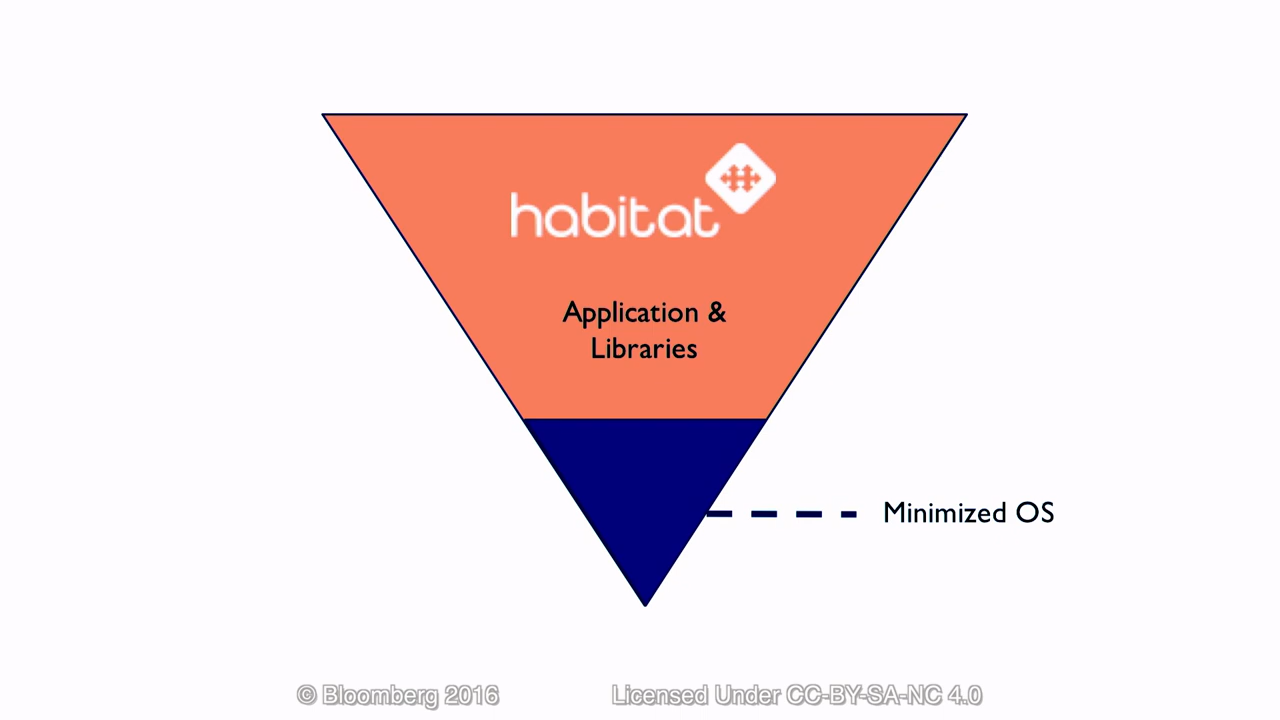 habitat
Application &
Libraries
Minimized OS
© Bloomberg 2016
Licensed Under CC-BY-SA-NC 4.0